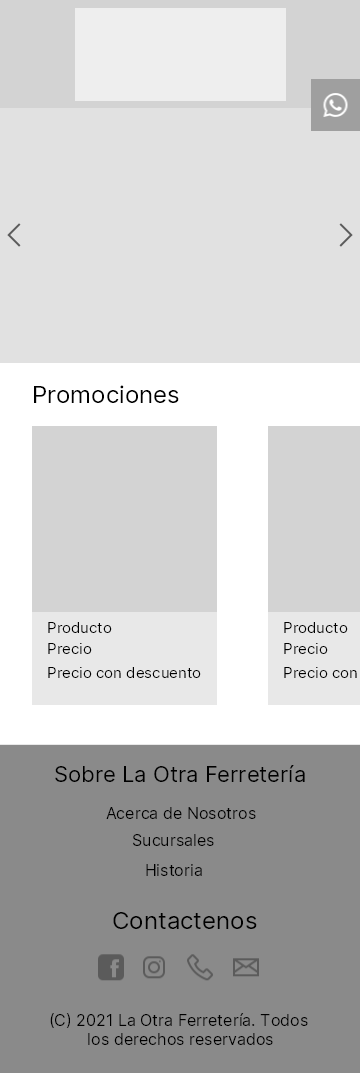 Promociones
Producto
Precio
Precio con descuento
Producto
Precio
Precio con
Sobre La Otra Ferretería
Acerca de Nosotros
Sucursales
Historia
Contactenos
(C) 2021 La Otra Ferretería. Todos
los derechos reservados